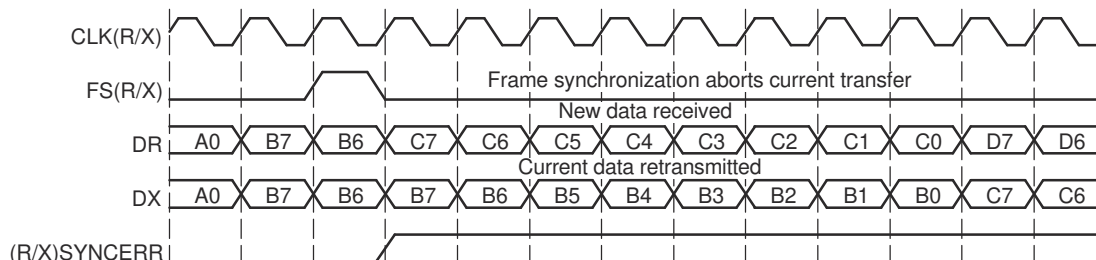 CLK(R/X)
FS(R/X)
Frame synchronization aborts current transfer
New data received
DR A0 B7 B6 C7 C6 C5 C4 C3 C2 C1 C0 D7 D6
Current data retransmitted
DX A0 B7 B6 B7 B6 B5 B4 B3 B2 B1 B0 C7 C6
(R/X)SYNCERR